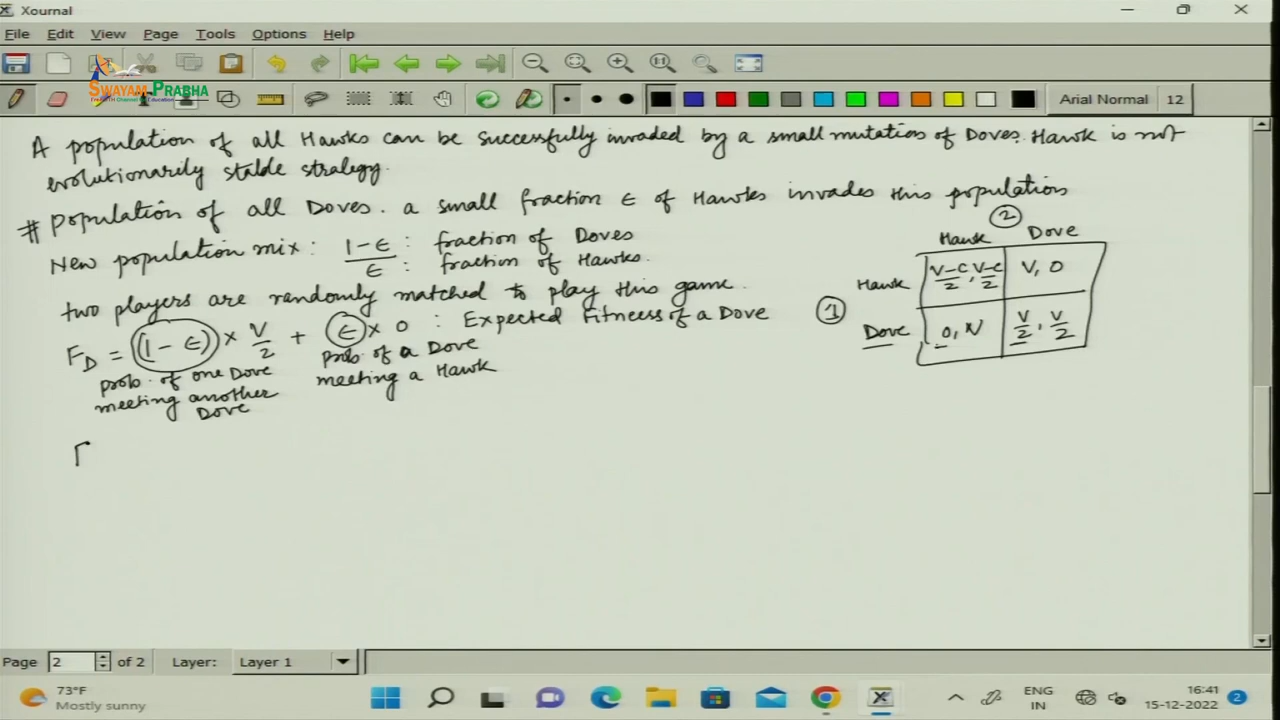 Xournal
File Edit View Page Tools Options Help
SWAYAM PRABHA
Arial Normal 12
A population of all Hawks can be successfully invaded by a small mutation of Doves. Hawk is not
evolutionarily stable strategy.
# Population of all Doves. a small fraction ϵ of Hawks invades this population
New population mix: 1-ϵ : fraction of Doves
ϵ : fraction of Hawks.
two players are randomly matched to play this game.
F_D = (1-ϵ) × V/2 + ϵ × 0 : Expected Fitness of a Dove
prob. of one Dove meeting another Dove
prob. of a Dove meeting a Hawk
②
Hawk Dove
① Hawk V-C/2, V-C/2 V, 0
Dove 0, V V/2, V/2
Page 2 of 2 Layer: Layer 1
73°F
Mostly sunny
ENG
IN
16:41
15-12-2022
2